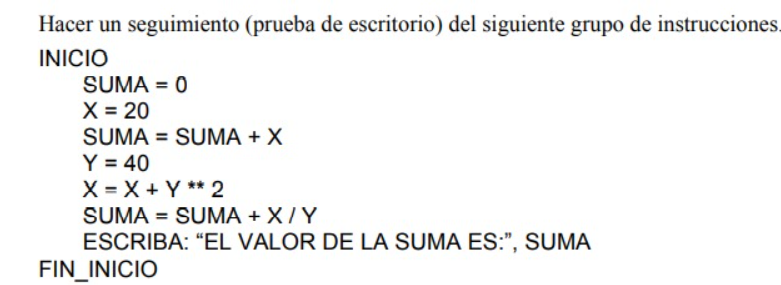 Hacer un seguimiento (prueba de escritorio) del siguiente grupo de instrucciones.
INICIO
SUMA = 0
X = 20
SUMA = SUMA + X
Y = 40
X = X + Y ** 2
SUMA = SUMA + X / Y
ESCRIBA: “EL VALOR DE LA SUMA ES:”, SUMA
FIN_INICIO